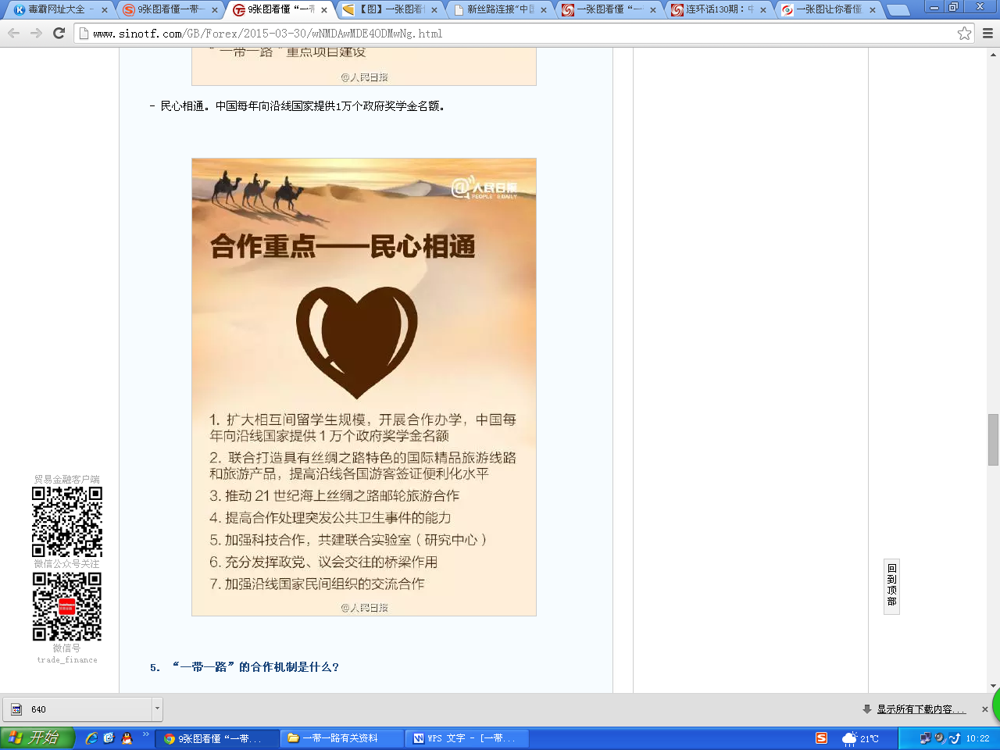 毒霸网址大全 -
9张图看懂一带一
9张图看懂“一带
【图】一张图看
新丝路连接"中国
一张图看懂“一
连环话130期：中
一张图让你看懂
www.sinotf.com/GB/Forex/2015-03-30/wNMDAwMDE4ODMwNg.html
“一带一路”重点项目建设
@人民日报
- 民心相通。中国每年向沿线国家提供1万个政府奖学金名额。
@人民日报
PEOPLE'S DAILY
合作重点——民心相通
1. 扩大相互间留学生规模，开展合作办学，中国每
年向沿线国家提供1万个政府奖学金名额
2. 联合打造具有丝绸之路特色的国际精品旅游线路
和旅游产品，提高沿线各国游客签证便利化水平
3. 推动21世纪海上丝绸之路邮轮旅游合作
4. 提高合作处理突发公共卫生事件的能力
5. 加强科技合作，共建联合实验室（研究中心）
6. 充分发挥政党、议会交往的桥梁作用
7. 加强沿线国家民间组织的交流合作
@人民日报
5. “一带一路”的合作机制是什么？
贸易金融客户端
微信公众号关注
微信号
trade_finance
回到顶部
640
显示所有下载内容...
开始
9张图看懂“一带...
一带一路有关资料
WPS 文字 - [一带...
21℃
10:22